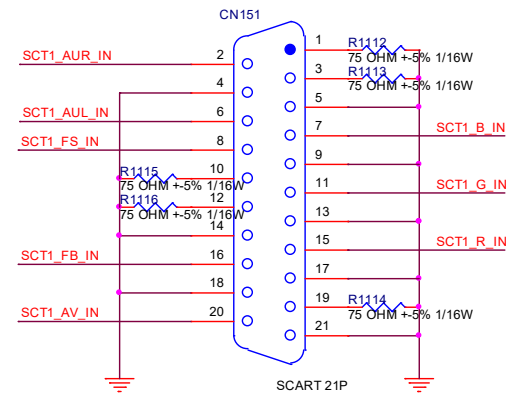 CN151
1
R1112
75 OHM +-5% 1/16W
SCT1_AUR_IN
2
3
R1113
75 OHM +-5% 1/16W
4
5
SCT1_AUL_IN
6
7
SCT1_B_IN
SCT1_FS_IN
8
9
R1115
75 OHM +-5% 1/16W
10
11
SCT1_G_IN
R1116
75 OHM +-5% 1/16W
12
13
14
15
SCT1_R_IN
SCT1_FB_IN
16
17
18
19
R1114
75 OHM +-5% 1/16W
SCT1_AV_IN
20
21
SCART 21P